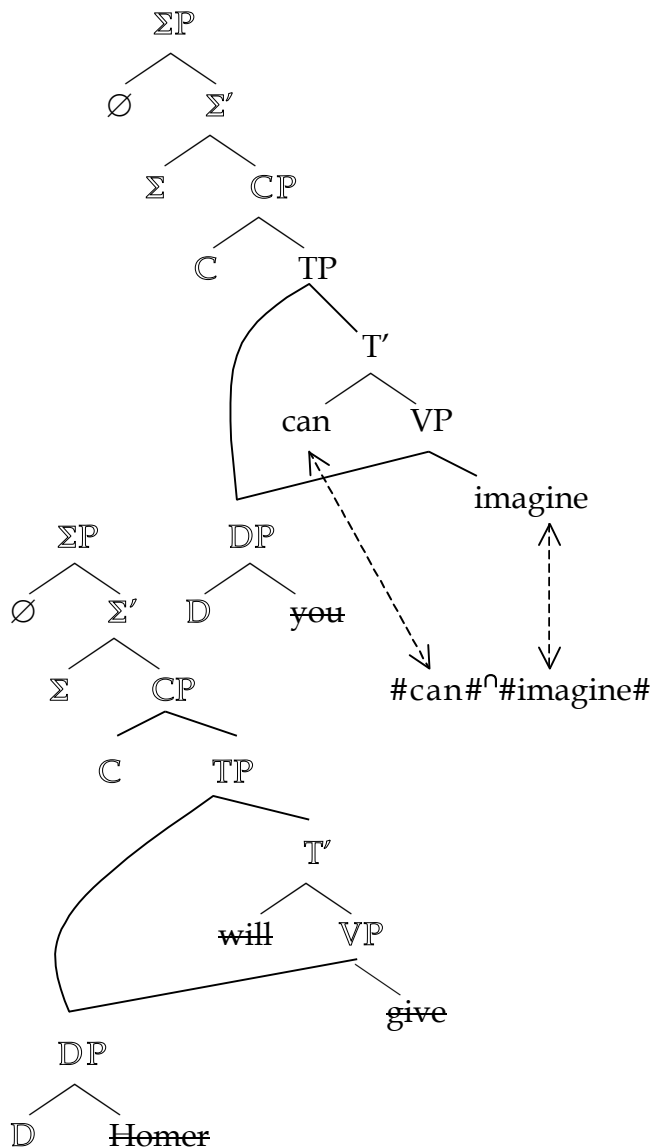 ΣP
∅ Σ′
Σ CP
C TP
T′
can VP
imagine
ΣP DP
∅ Σ′ D you
Σ CP #can#∩#imagine#
C TP
T′
will VP
give
DP
D Homer